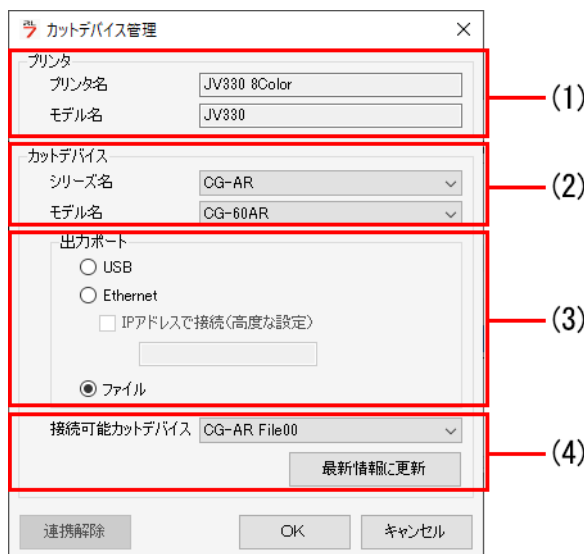 カットデバイス管理
プリンタ
プリンタ名 JV330 8Color
モデル名 JV330
(1)
カットデバイス
シリーズ名 CG-AR
モデル名 CG-60AR
(2)
出力ポート
USB
Ethernet
IPアドレスで接続(高度な設定)
ファイル
(3)
接続可能カットデバイス CG-AR File00
最新情報に更新
(4)
連携解除 OK キャンセル